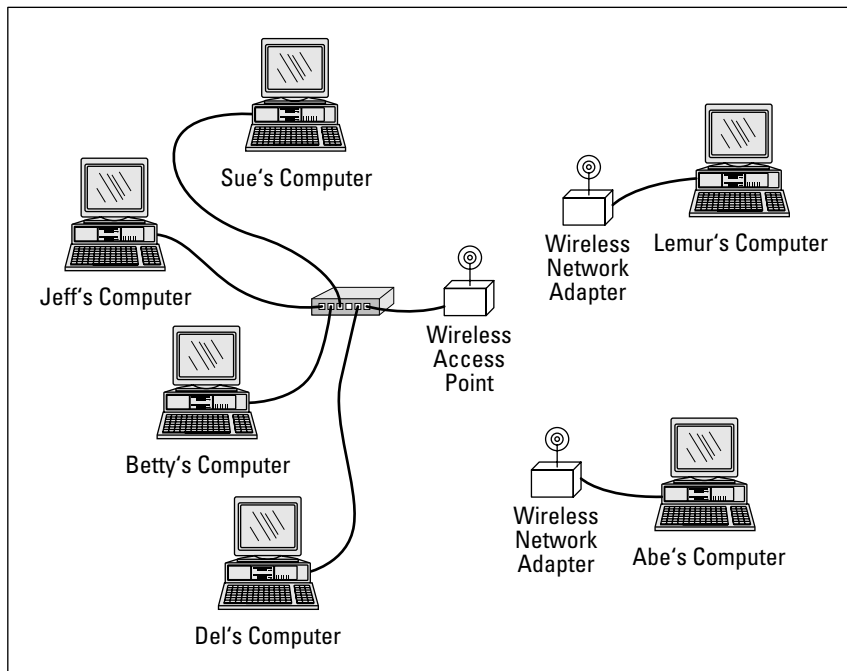 Sue‘s Computer
Jeff‘s Computer
Betty‘s Computer
Del‘s Computer
Wireless
Access
Point
Wireless
Network
Adapter
Lemur‘s Computer
Wireless
Network
Adapter
Abe‘s Computer